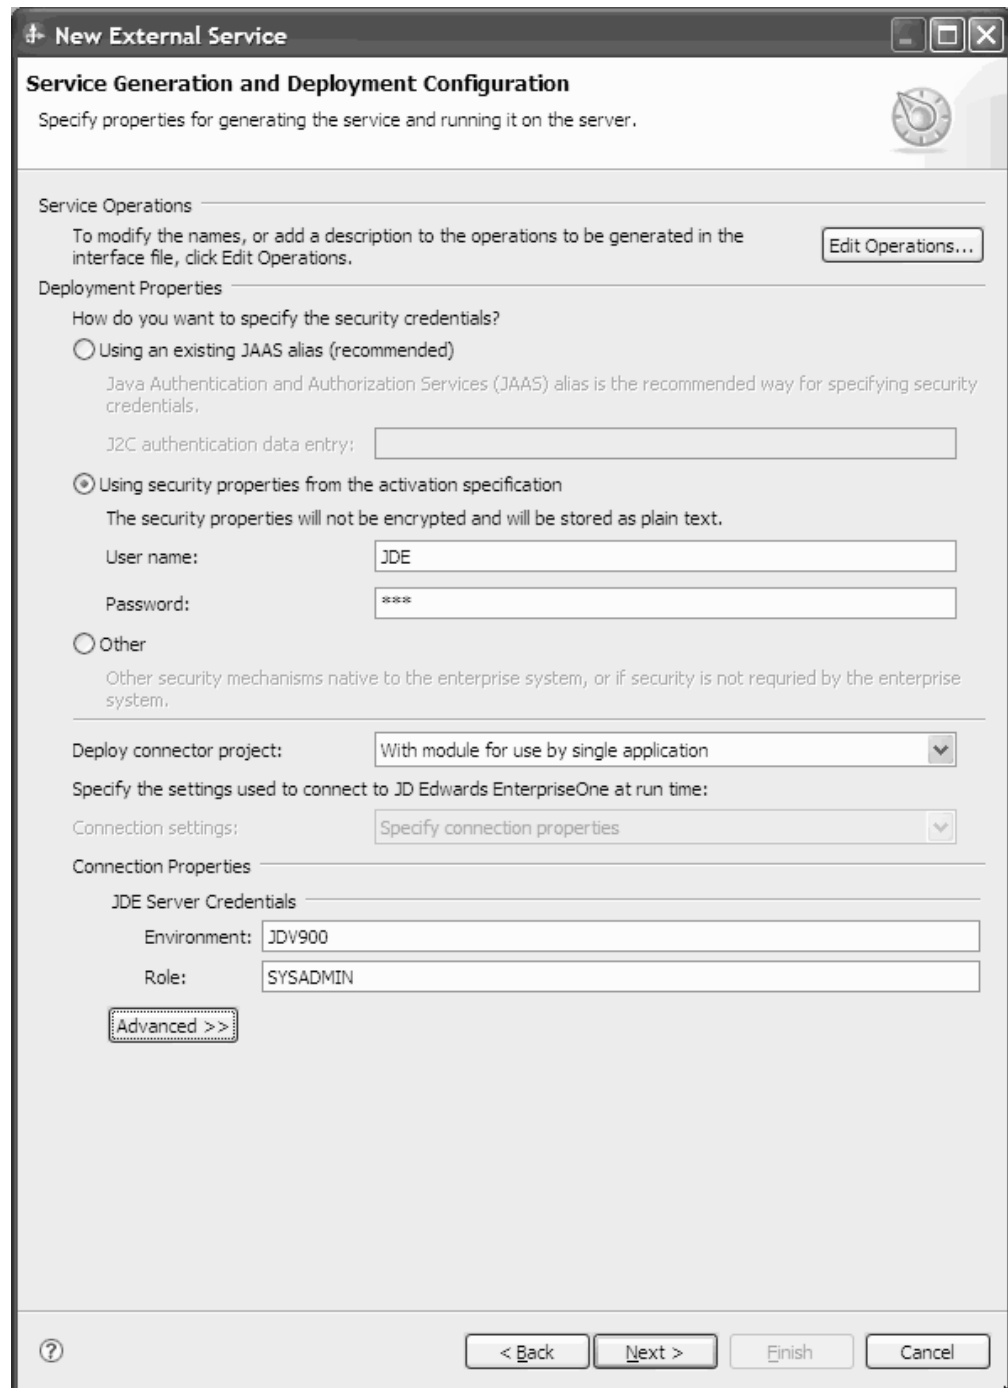 New External Service
Service Generation and Deployment Configuration
Specify properties for generating the service and running it on the server.
Service Operations
To modify the names, or add a description to the operations to be generated in the
interface file, click Edit Operations.
Edit Operations...
Deployment Properties
How do you want to specify the security credentials?
Using an existing JAAS alias (recommended)
Java Authentication and Authorization Services (JAAS) alias is the recommended way for specifying security
credentials.
J2C authentication data entry:
Using security properties from the activation specification
The security properties will not be encrypted and will be stored as plain text.
User name: JDE
Password: ***
Other
Other security mechanisms native to the enterprise system, or if security is not requried by the enterprise
system.
Deploy connector project: With module for use by single application
Specify the settings used to connect to JD Edwards EnterpriseOne at run time:
Connection settings: Specify connection properties
Connection Properties
JDE Server Credentials
Environment: JDV900
Role: SYSADMIN
Advanced >>
? < Back Next > Finish Cancel